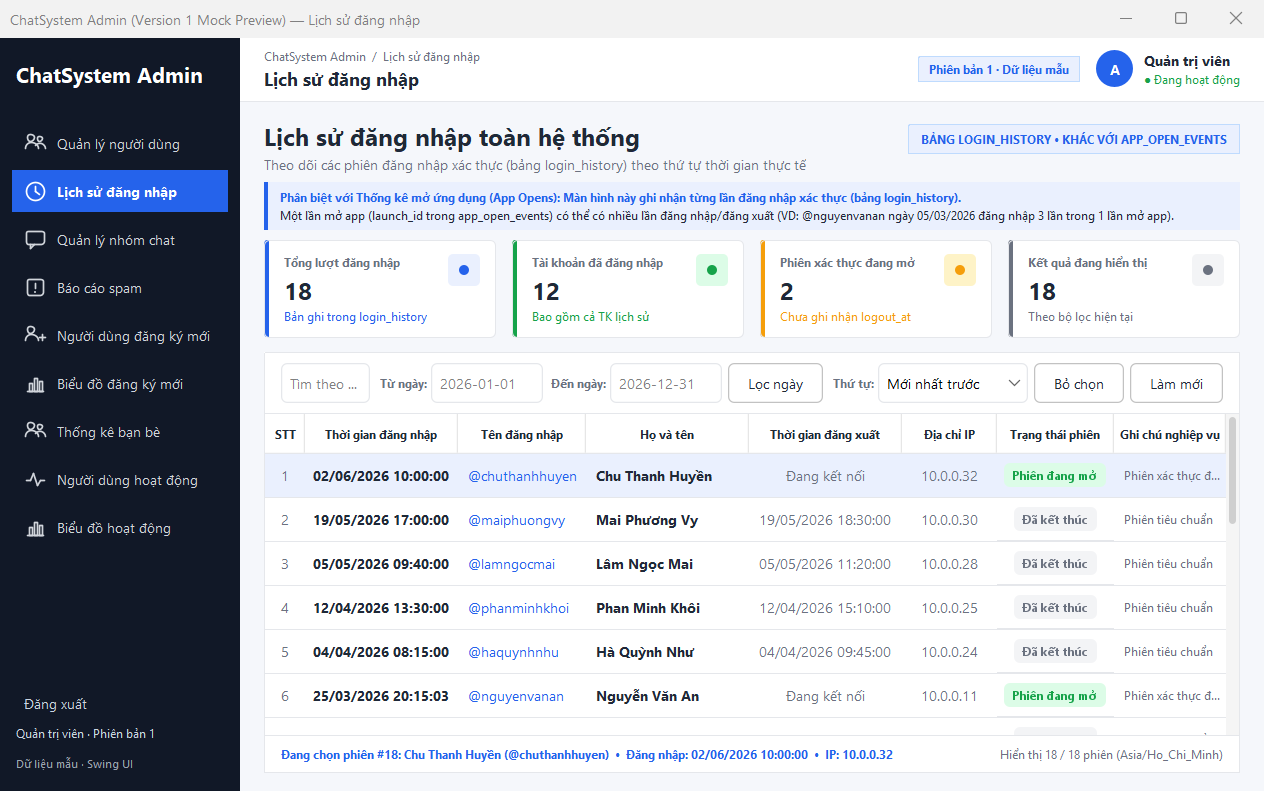 ChatSystem Admin (Version 1 Mock Preview) — Lịch sử đăng nhập
ChatSystem Admin
Quản lý người dùng
Lịch sử đăng nhập
Quản lý nhóm chat
Báo cáo spam
Người dùng đăng ký mới
Biểu đồ đăng ký mới
Thống kê bạn bè
Người dùng hoạt động
Biểu đồ hoạt động
Đăng xuất
Quản trị viên · Phiên bản 1
Dữ liệu mẫu · Swing UI
ChatSystem Admin / Lịch sử đăng nhập
Lịch sử đăng nhập
Phiên bản 1 · Dữ liệu mẫu
A
Quản trị viên
● Đang hoạt động
Lịch sử đăng nhập toàn hệ thống
Theo dõi các phiên đăng nhập xác thực (bảng login_history) theo thứ tự thời gian thực tế
BẢNG LOGIN_HISTORY • KHÁC VỚI APP_OPEN_EVENTS
Phân biệt với Thống kê mở ứng dụng (App Opens): Màn hình này ghi nhận từng lần đăng nhập xác thực (bảng login_history).
Một lần mở app (launch_id trong app_open_events) có thể có nhiều lần đăng nhập/đăng xuất (VD: @nguyenvanan ngày 05/03/2026 đăng nhập 3 lần trong 1 lần mở app).
Tổng lượt đăng nhập
18
Bản ghi trong login_history
Tài khoản đã đăng nhập
12
Bao gồm cả TK lịch sử
Phiên xác thực đang mở
2
Chưa ghi nhận logout_at
Kết quả đang hiển thị
18
Theo bộ lọc hiện tại
Tìm theo ... Từ ngày: 2026-01-01 Đến ngày: 2026-12-31 Lọc ngày Thứ tự: Mới nhất trước Bỏ chọn Làm mới
STT Thời gian đăng nhập Tên đăng nhập Họ và tên Thời gian đăng xuất Địa chỉ IP Trạng thái phiên Ghi chú nghiệp vụ
1 02/06/2026 10:00:00 @chuthanhhuyen Chu Thanh Huyền Đang kết nối 10.0.0.32 Phiên đang mở Phiên xác thực đ...
2 19/05/2026 17:00:00 @maiphuongvy Mai Phương Vy 19/05/2026 18:30:00 10.0.0.30 Đã kết thúc Phiên tiêu chuẩn
3 05/05/2026 09:40:00 @lamngocmai Lâm Ngọc Mai 05/05/2026 11:20:00 10.0.0.28 Đã kết thúc Phiên tiêu chuẩn
4 12/04/2026 13:30:00 @phanminhkhoi Phan Minh Khôi 12/04/2026 15:10:00 10.0.0.25 Đã kết thúc Phiên tiêu chuẩn
5 04/04/2026 08:15:00 @haquynhnhu Hà Quỳnh Như 04/04/2026 09:45:00 10.0.0.24 Đã kết thúc Phiên tiêu chuẩn
6 25/03/2026 20:15:03 @nguyenvanan Nguyễn Văn An Đang kết nối 10.0.0.11 Phiên đang mở Phiên xác thực đ...
Đang chọn phiên #18: Chu Thanh Huyền (@chuthanhhuyen) • Đăng nhập: 02/06/2026 10:00:00 • IP: 10.0.0.32
Hiển thị 18 / 18 phiên (Asia/Ho_Chi_Minh)